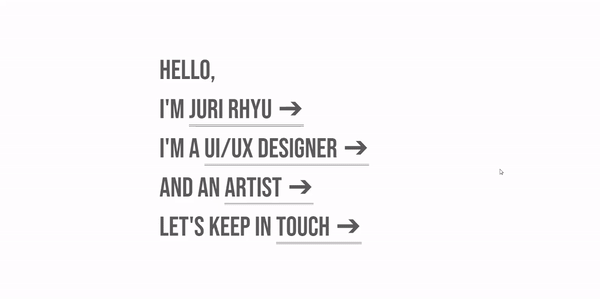 HELLO,
I'M JURI RHYU →
I'M A UI/UX DESIGNER →
AND AN ARTIST →
LET'S KEEP IN TOUCH →